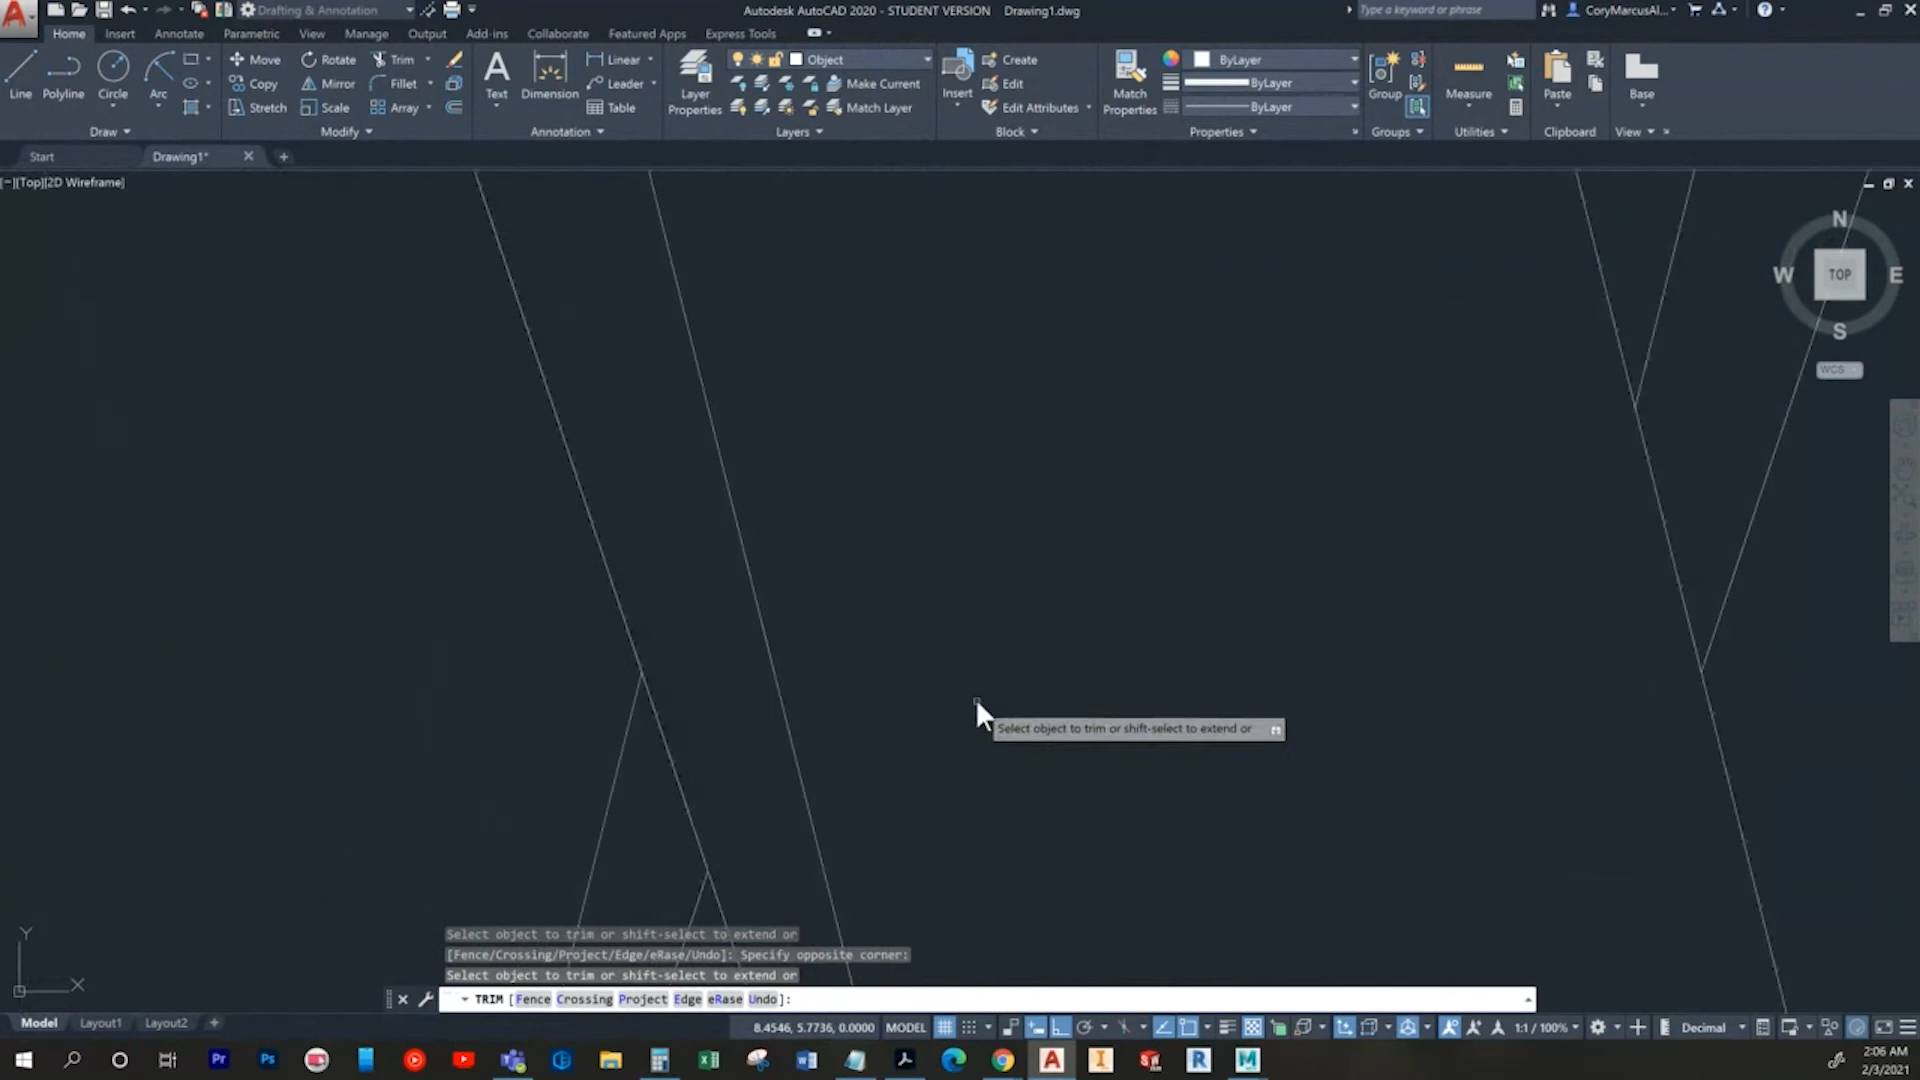 Drafting & Annotation
Autodesk AutoCAD 2020 - STUDENT VERSION Drawing1.dwg
Type a keyword or phrase
CoryMarcusAl...
Home Insert Annotate Parametric View Manage Output Add-ins Collaborate Featured Apps Express Tools
Line Polyline Circle Arc
Move Rotate Trim
Copy Mirror Fillet
Stretch Scale Array
Text Dimension
Linear
Leader
Table
Layer Properties
Object
Make Current
Match Layer
Insert
Create
Edit
Edit Attributes
Match Properties
ByLayer
ByLayer
ByLayer
Group
Measure
Paste
Base
Draw Modify Annotation Layers Block Properties Groups Utilities Clipboard View
Start Drawing1*
[−][Top][2D Wireframe]
N
W TOP E
S
WCS
Select object to trim or shift-select to extend or
Y
X
Select object to trim or shift-select to extend or
[Fence/Crossing/Project/Edge/eRase/Undo]: Specify opposite corner:
Select object to trim or shift-select to extend or
TRIM [Fence Crossing Project Edge eRase Undo]:
Model Layout1 Layout2
8.4546, 5.7736, 0.0000 MODEL 1:1 / 100% Decimal
2:06 AM
2/3/2021